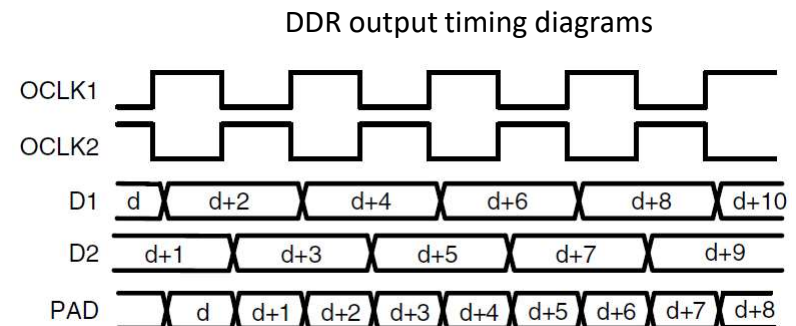 DDR output timing diagrams
OCLK1
OCLK2
D1 d d+2 d+4 d+6 d+8 d+10
D2 d+1 d+3 d+5 d+7 d+9
PAD d d+1 d+2 d+3 d+4 d+5 d+6 d+7 d+8